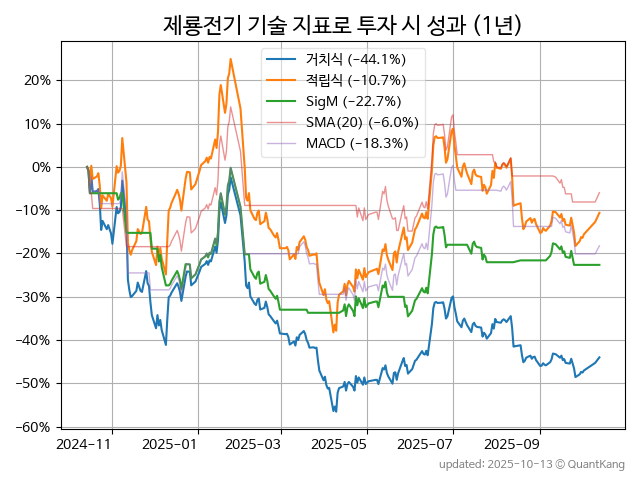 제룡전기 기술 지표로 투자 시 성과 (1년)
거치식 (−44.1%)
적립식 (−10.7%)
SigM (−22.7%)
SMA(20) (−6.0%)
MACD (−18.3%)
20%
10%
0%
−10%
−20%
−30%
−40%
−50%
−60%
2024-11 2025-01 2025-03 2025-05 2025-07 2025-09
updated: 2025-10-13 © QuantKang